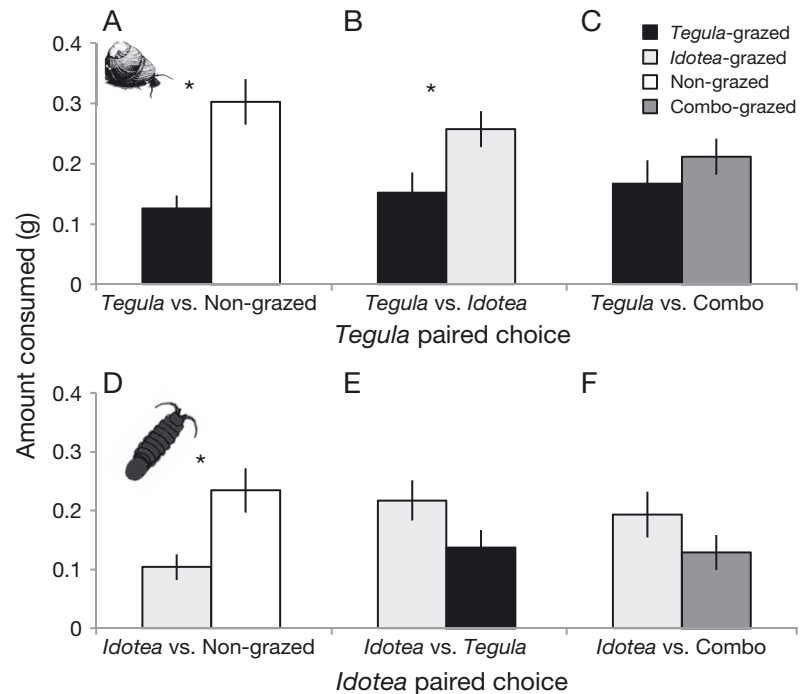 A
B
C
Tegula-grazed
Idotea-grazed
Non-grazed
Combo-grazed
*
*
0.4
0.3
0.2
0.1
0
Tegula vs. Non-grazed
Tegula vs. Idotea
Tegula vs. Combo
Tegula paired choice
Amount consumed (g)
D
E
F
*
0.4
0.3
0.2
0.1
0
Idotea vs. Non-grazed
Idotea vs. Tegula
Idotea vs. Combo
Idotea paired choice